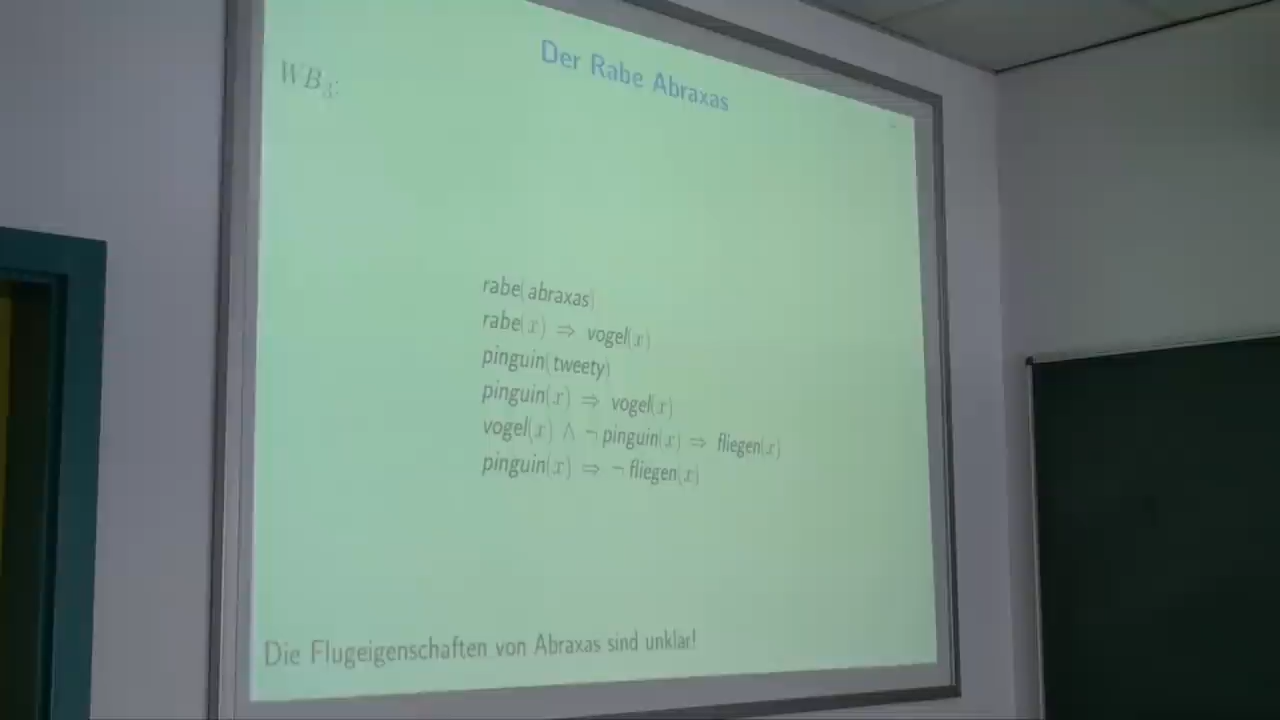 Der Rabe Abraxas
WB₃:
rabe(abraxas)
rabe(x) ⇒ vogel(x)
pinguin(tweety)
pinguin(x) ⇒ vogel(x)
vogel(x) ∧ ¬ pinguin(x) ⇒ fliegen(x)
pinguin(x) ⇒ ¬ fliegen(x)
Die Flugeigenschaften von Abraxas sind unklar!